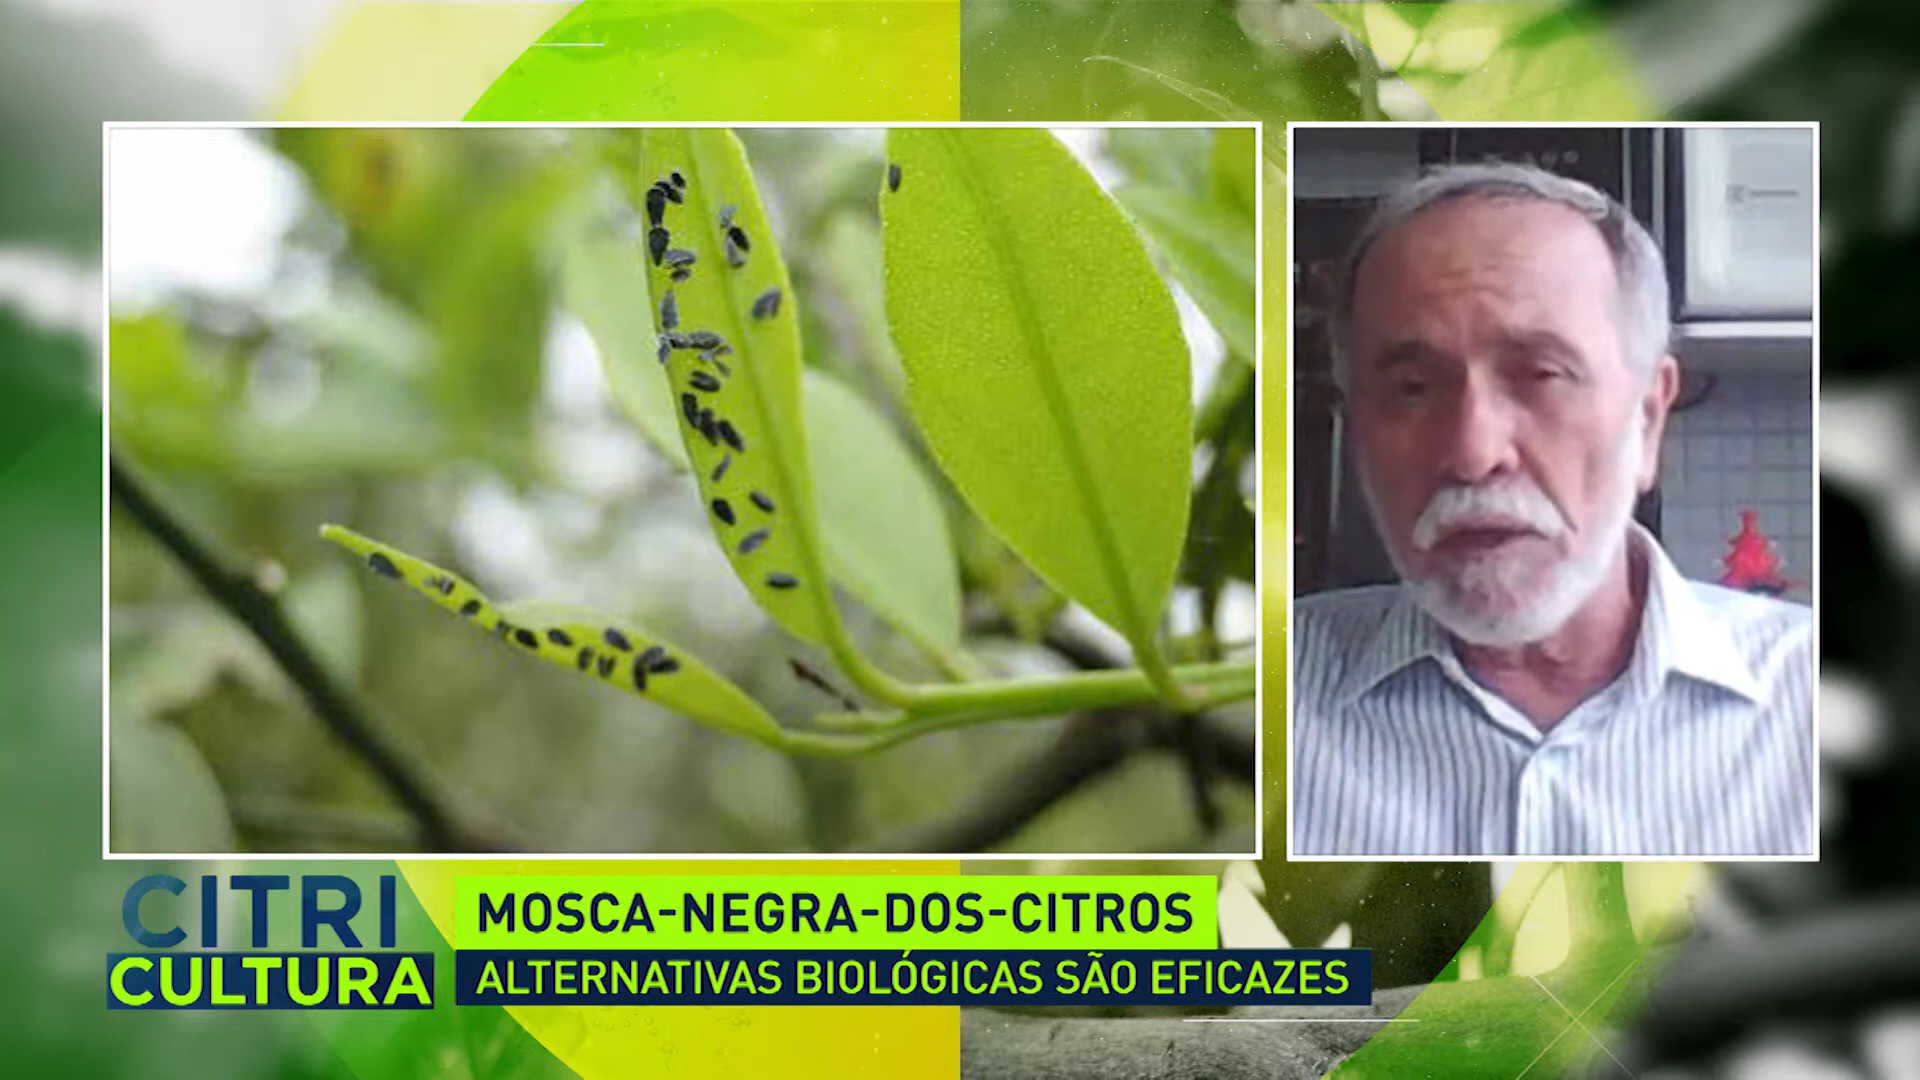 CITRI
CULTURA
MOSCA-NEGRA-DOS-CITROS
ALTERNATIVAS BIOLÓGICAS SÃO EFICAZES